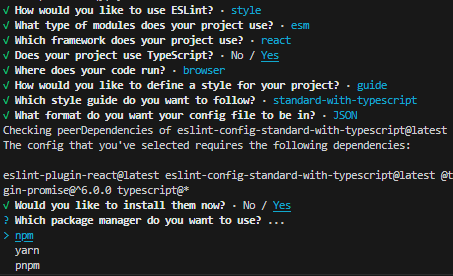 √ How would you like to use ESLint? · style
√ What type of modules does your project use? · esm
√ Which framework does your project use? · react
√ Does your project use TypeScript? · No / Yes
√ Where does your code run? · browser
√ How would you like to define a style for your project? · guide
√ Which style guide do you want to follow? · standard-with-typescript
√ What format do you want your config file to be in? · JSON
Checking peerDependencies of eslint-config-standard-with-typescript@latest
The config that you've selected requires the following dependencies:
eslint-plugin-react@latest eslint-config-standard-with-typescript@latest @t
gin-promise@^6.0.0 typescript@*
√ Would you like to install them now? · No / Yes
? Which package manager do you want to use? ...
> npm
yarn
pnpm